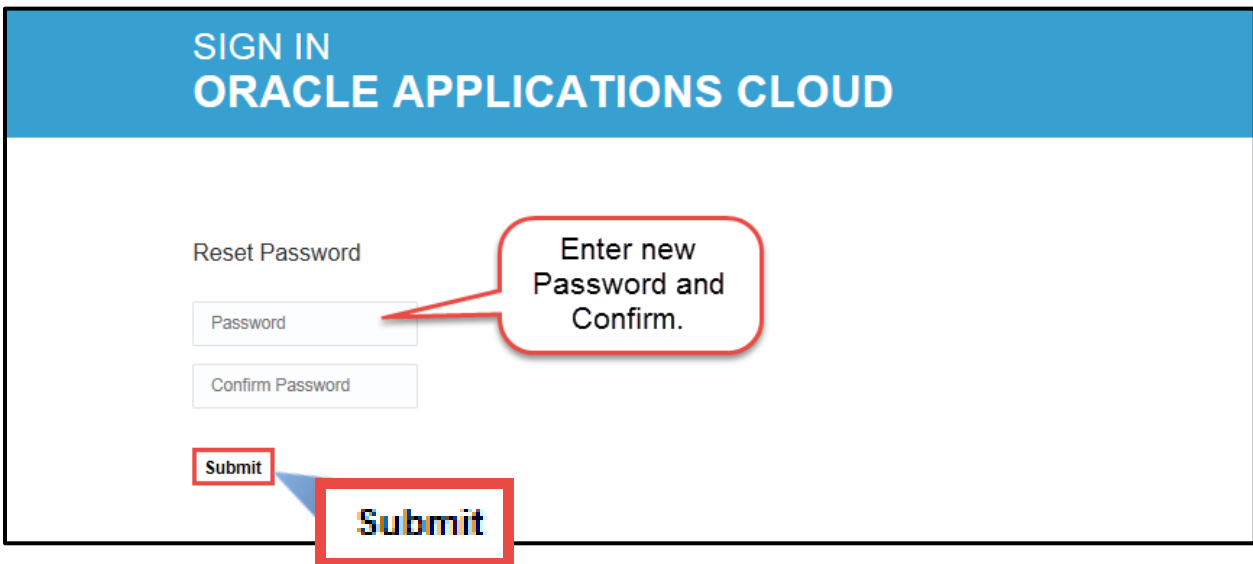 SIGN IN
ORACLE APPLICATIONS CLOUD
Reset Password
Enter new
Password and
Confirm.
Password
Confirm Password
Submit
Submit